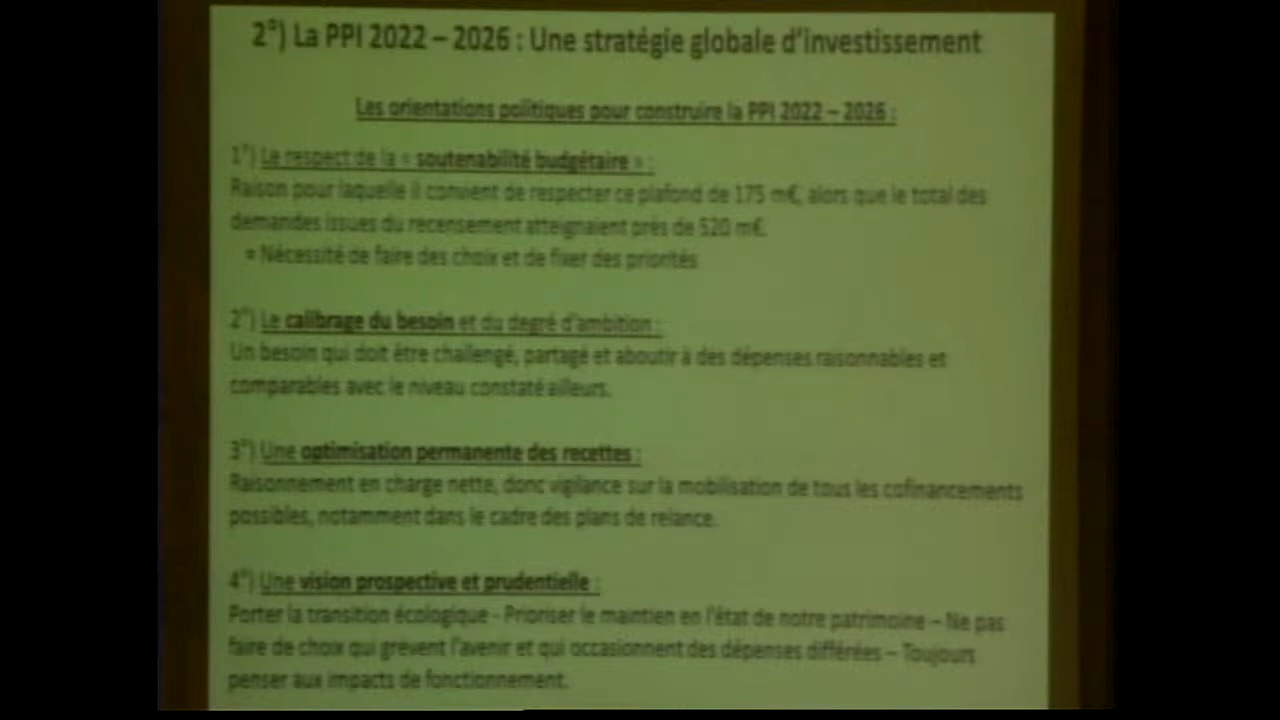 2°) La PPI 2022 – 2026 : Une stratégie globale d'investissement
Les orientations politiques pour construire la PPI 2022 – 2026 :
1°) Le respect de la « soutenabilité budgétaire » :
Raison pour laquelle il convient de respecter ce plafond de 175 m€, alors que le total des
demandes issues du recensement atteignaient près de 520 m€.
= Nécessité de faire des choix et de fixer des priorités
2°) Le calibrage du besoin et du degré d'ambition :
Un besoin qui doit être challengé, partagé et aboutir à des dépenses raisonnables et
comparables avec le niveau constaté ailleurs.
3°) Une optimisation permanente des recettes :
Raisonnement en charge nette, donc vigilance sur la mobilisation de tous les cofinancements
possibles, notamment dans le cadre des plans de relance.
4°) Une vision prospective et prudentielle :
Porter la transition écologique - Prioriser le maintien en l'état de notre patrimoine – Ne pas
faire de choix qui grèvent l'avenir et qui occasionnent des dépenses différées – Toujours
penser aux impacts de fonctionnement.